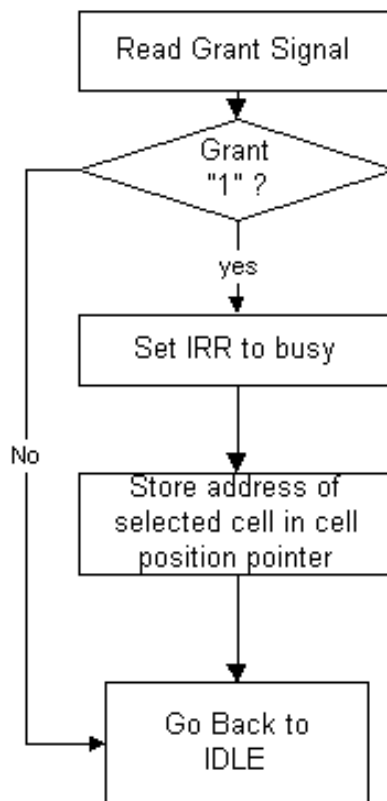 Read Grant Signal
Grant
"1" ?
yes
Set IRR to busy
No
Store address of
selected cell in cell
position pointer
Go Back to
IDLE